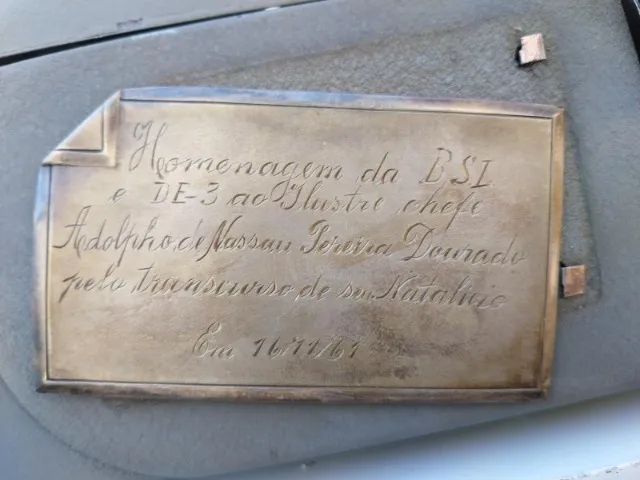 Homenagem da BSI
e DE-3 ao Ilustre chefe
Adolpho de Nassau Pereira Dourado
pelo transcurso de seu Natalicio
Em 16/11/61